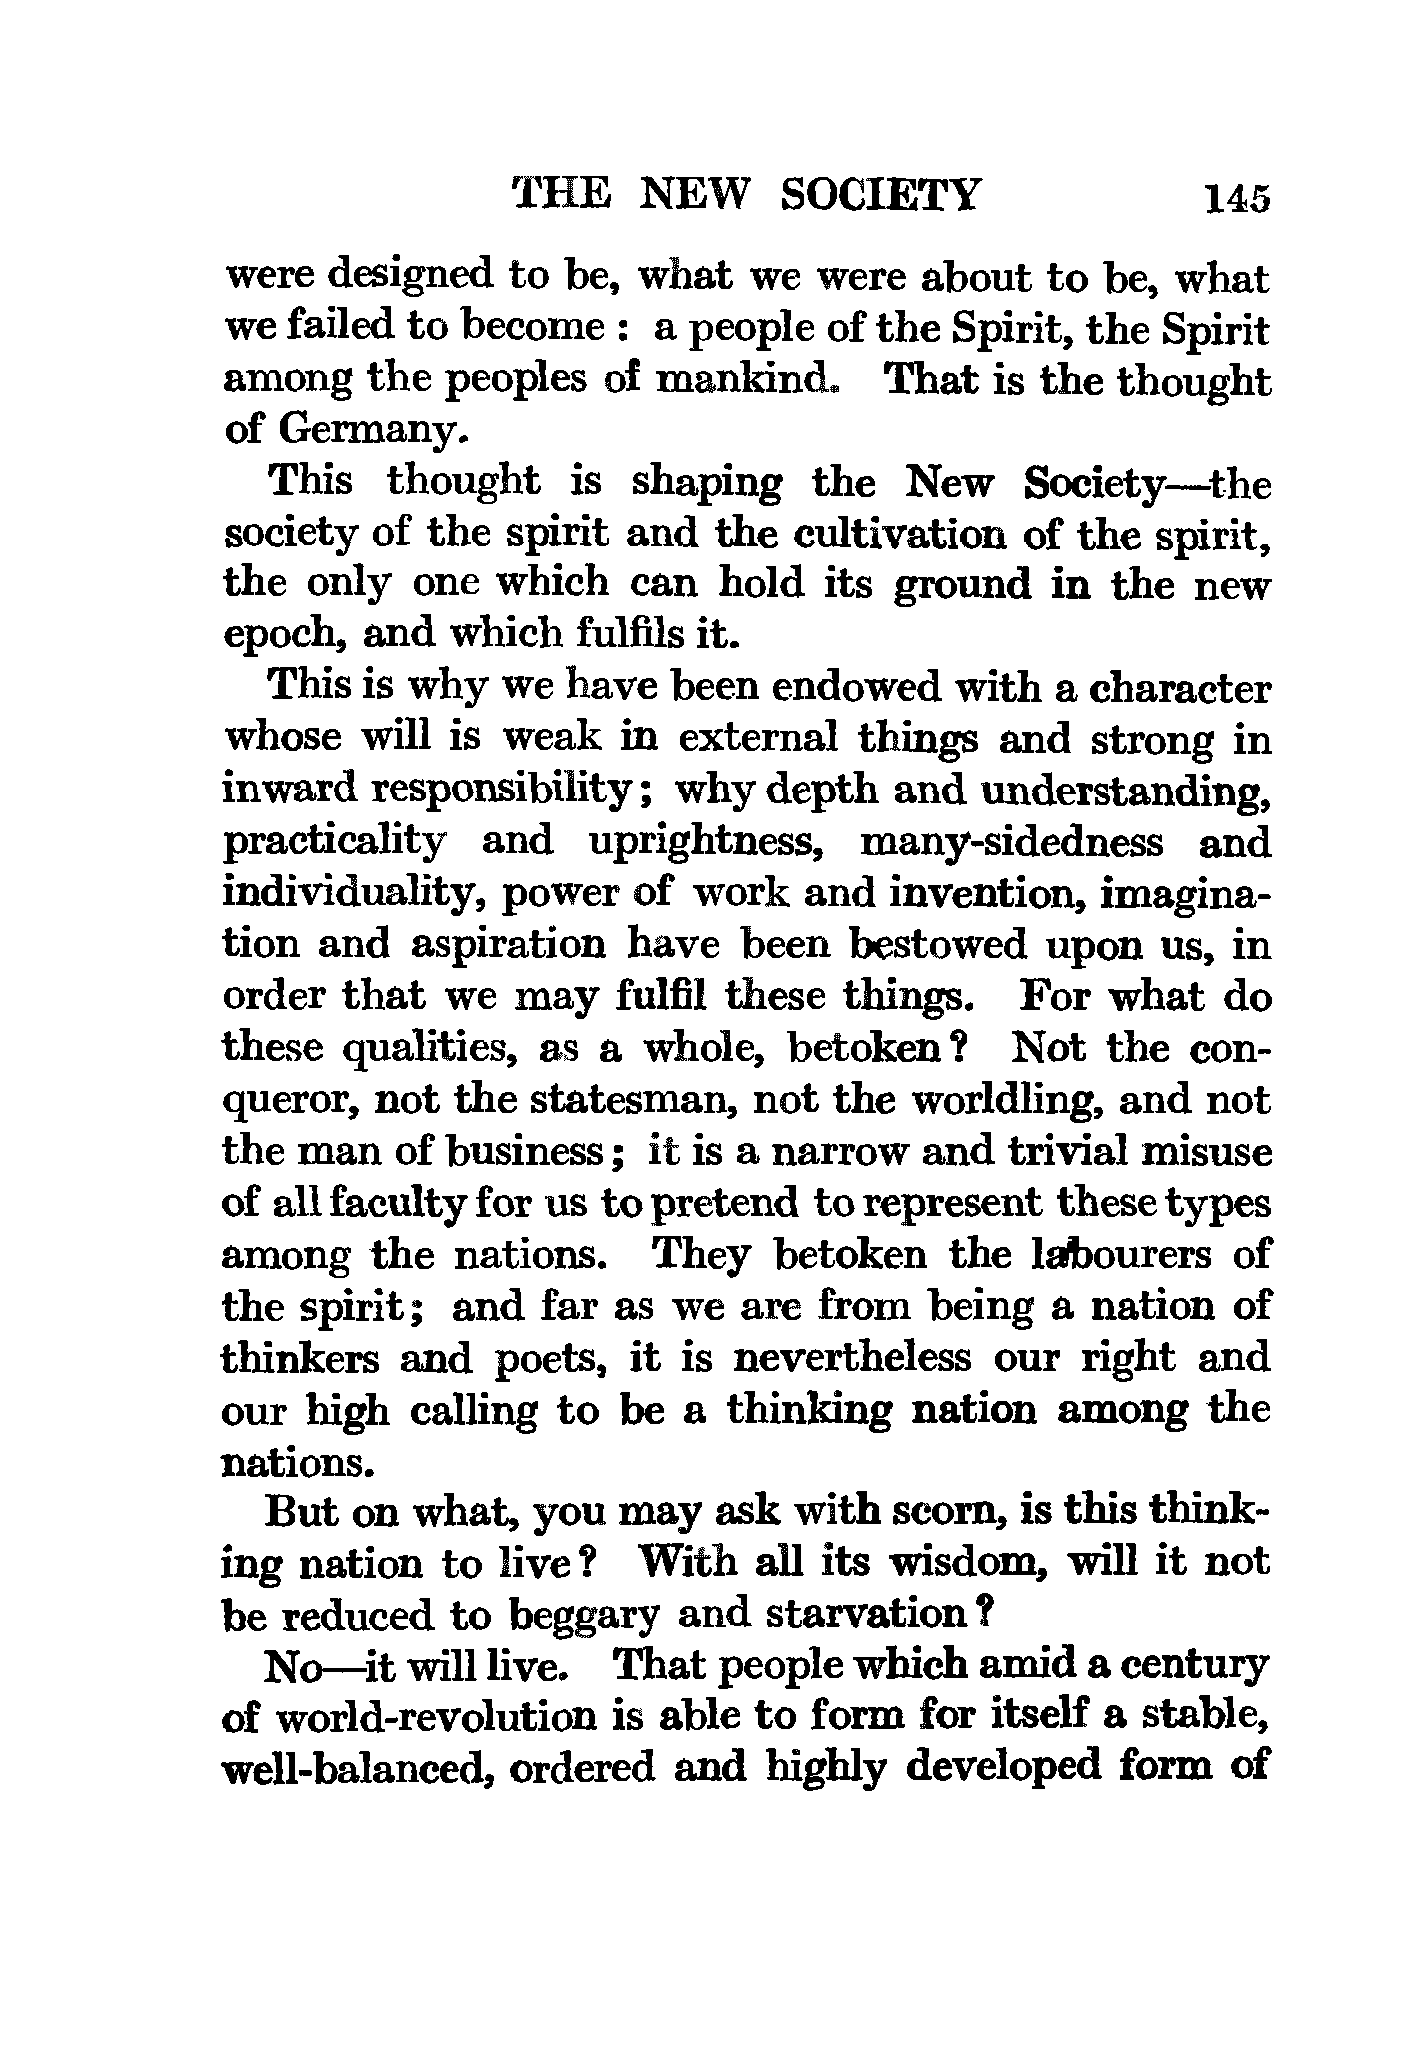 THE NEW SOCIETY 145
were designed to be, what we were about to be, what
we failed to become : a people of the Spirit, the Spirit
among the peoples of mankind. That is the thought
of Germany.
This thought is shaping the New Society—the
society of the spirit and the cultivation of the spirit,
the only one which can hold its ground in the new
epoch, and which fulfils it.
This is why we have been endowed with a character
whose will is weak in external things and strong in
inward responsibility; why depth and understanding,
practicality and uprightness, many-sidedness and
individuality, power of work and invention, imagina-
tion and aspiration have been bestowed upon us, in
order that we may fulfil these things. For what do
these qualities, as a whole, betoken? Not the con-
queror, not the statesman, not the worldling, and not
the man of business; it is a narrow and trivial misuse
of all faculty for us to pretend to represent these types
among the nations. They betoken the labourers of
the spirit; and far as we are from being a nation of
thinkers and poets, it is nevertheless our right and
our high calling to be a thinking nation among the
nations.
But on what, you may ask with scorn, is this think-
ing nation to live? With all its wisdom, will it not
be reduced to beggary and starvation?
No—it will live. That people which amid a century
of world-revolution is able to form for itself a stable,
well-balanced, ordered and highly developed form of